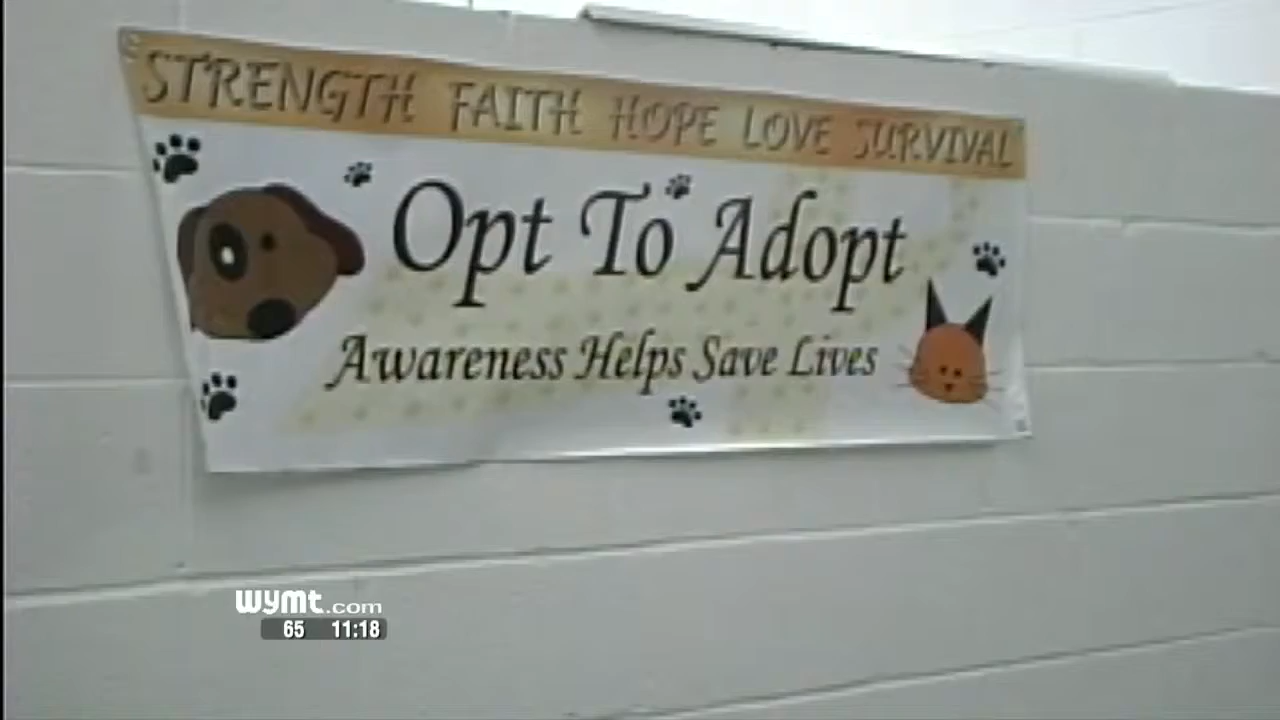 STRENGTH FAITH HOPE LOVE SURVIVAL
Opt To Adopt
Awareness Helps Save Lives
wymt.com
65 11:18